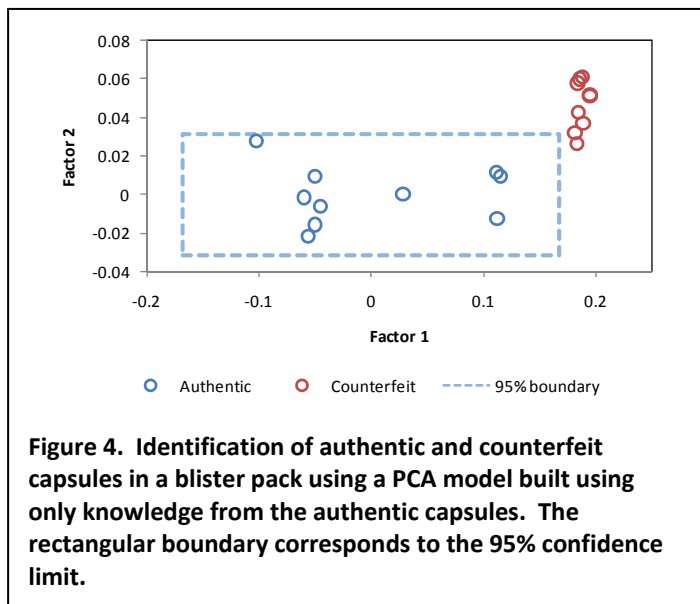 0.08
0.06
0.04
0.02
0
-0.02
-0.04
Factor 2
-0.2 -0.1 0 0.1 0.2
Factor 1
Authentic Counterfeit 95% boundary
Figure 4. Identification of authentic and counterfeit
capsules in a blister pack using a PCA model built using
only knowledge from the authentic capsules. The
rectangular boundary corresponds to the 95% confidence
limit.